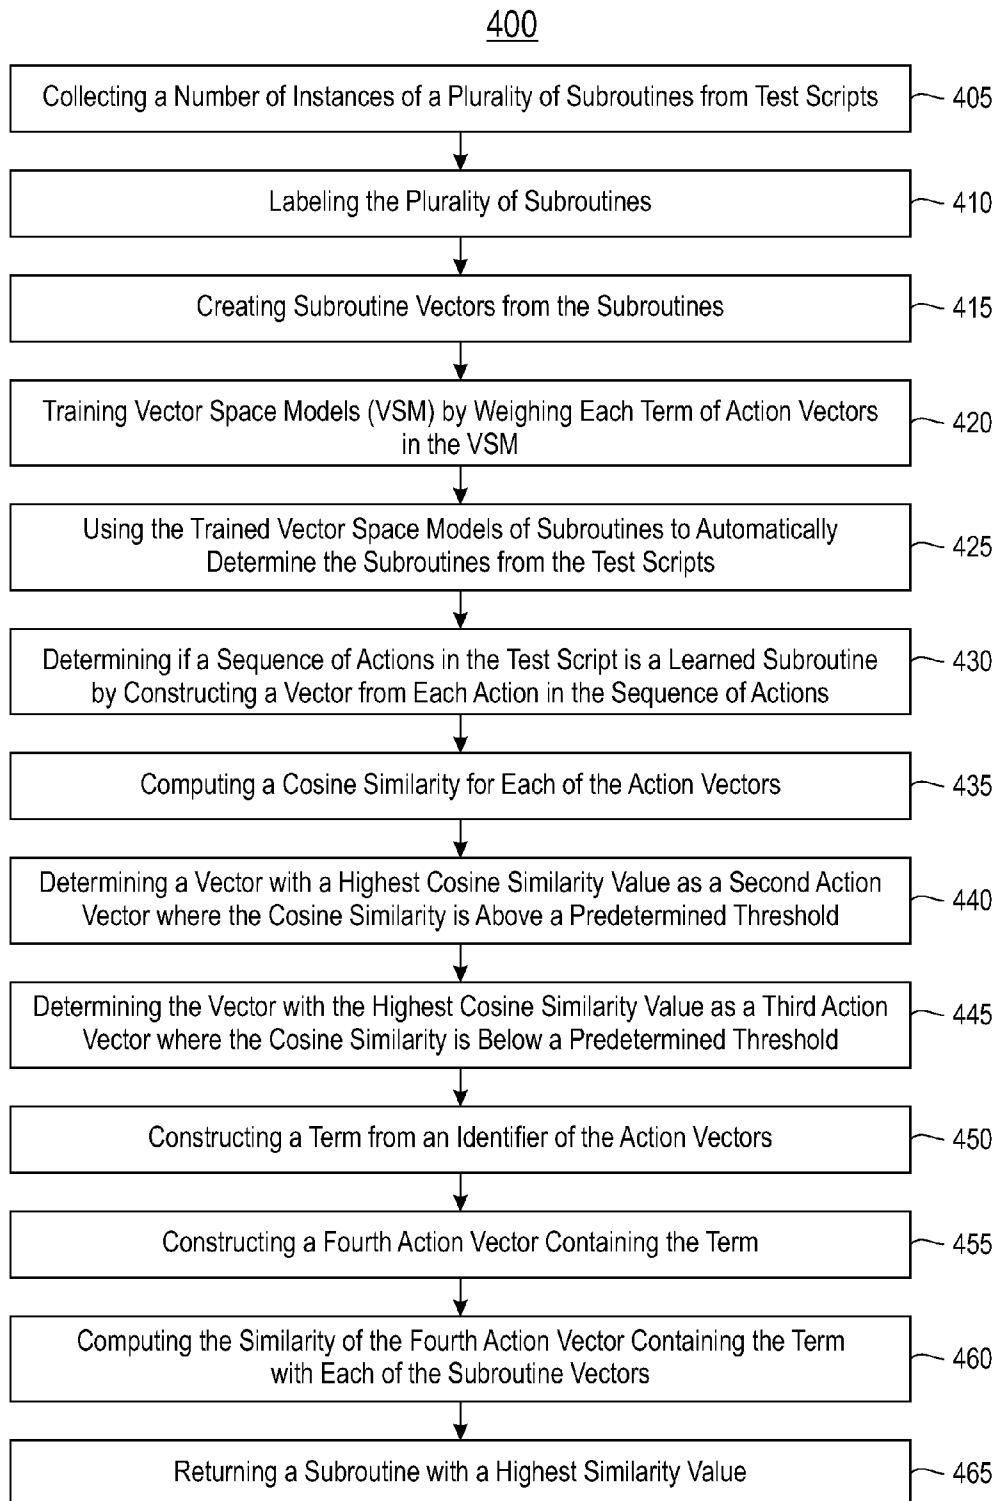 400
Collecting a Number of Instances of a Plurality of Subroutines from Test Scripts
405
Labeling the Plurality of Subroutines
410
Creating Subroutine Vectors from the Subroutines
415
Training Vector Space Models (VSM) by Weighing Each Term of Action Vectors
in the VSM
420
Using the Trained Vector Space Models of Subroutines to Automatically
Determine the Subroutines from the Test Scripts
425
Determining if a Sequence of Actions in the Test Script is a Learned Subroutine
by Constructing a Vector from Each Action in the Sequence of Actions
430
Computing a Cosine Similarity for Each of the Action Vectors
435
Determining a Vector with a Highest Cosine Similarity Value as a Second Action
Vector where the Cosine Similarity is Above a Predetermined Threshold
440
Determining the Vector with the Highest Cosine Similarity Value as a Third Action
Vector where the Cosine Similarity is Below a Predetermined Threshold
445
Constructing a Term from an Identifier of the Action Vectors
450
Constructing a Fourth Action Vector Containing the Term
455
Computing the Similarity of the Fourth Action Vector Containing the Term
with Each of the Subroutine Vectors
460
Returning a Subroutine with a Highest Similarity Value
465